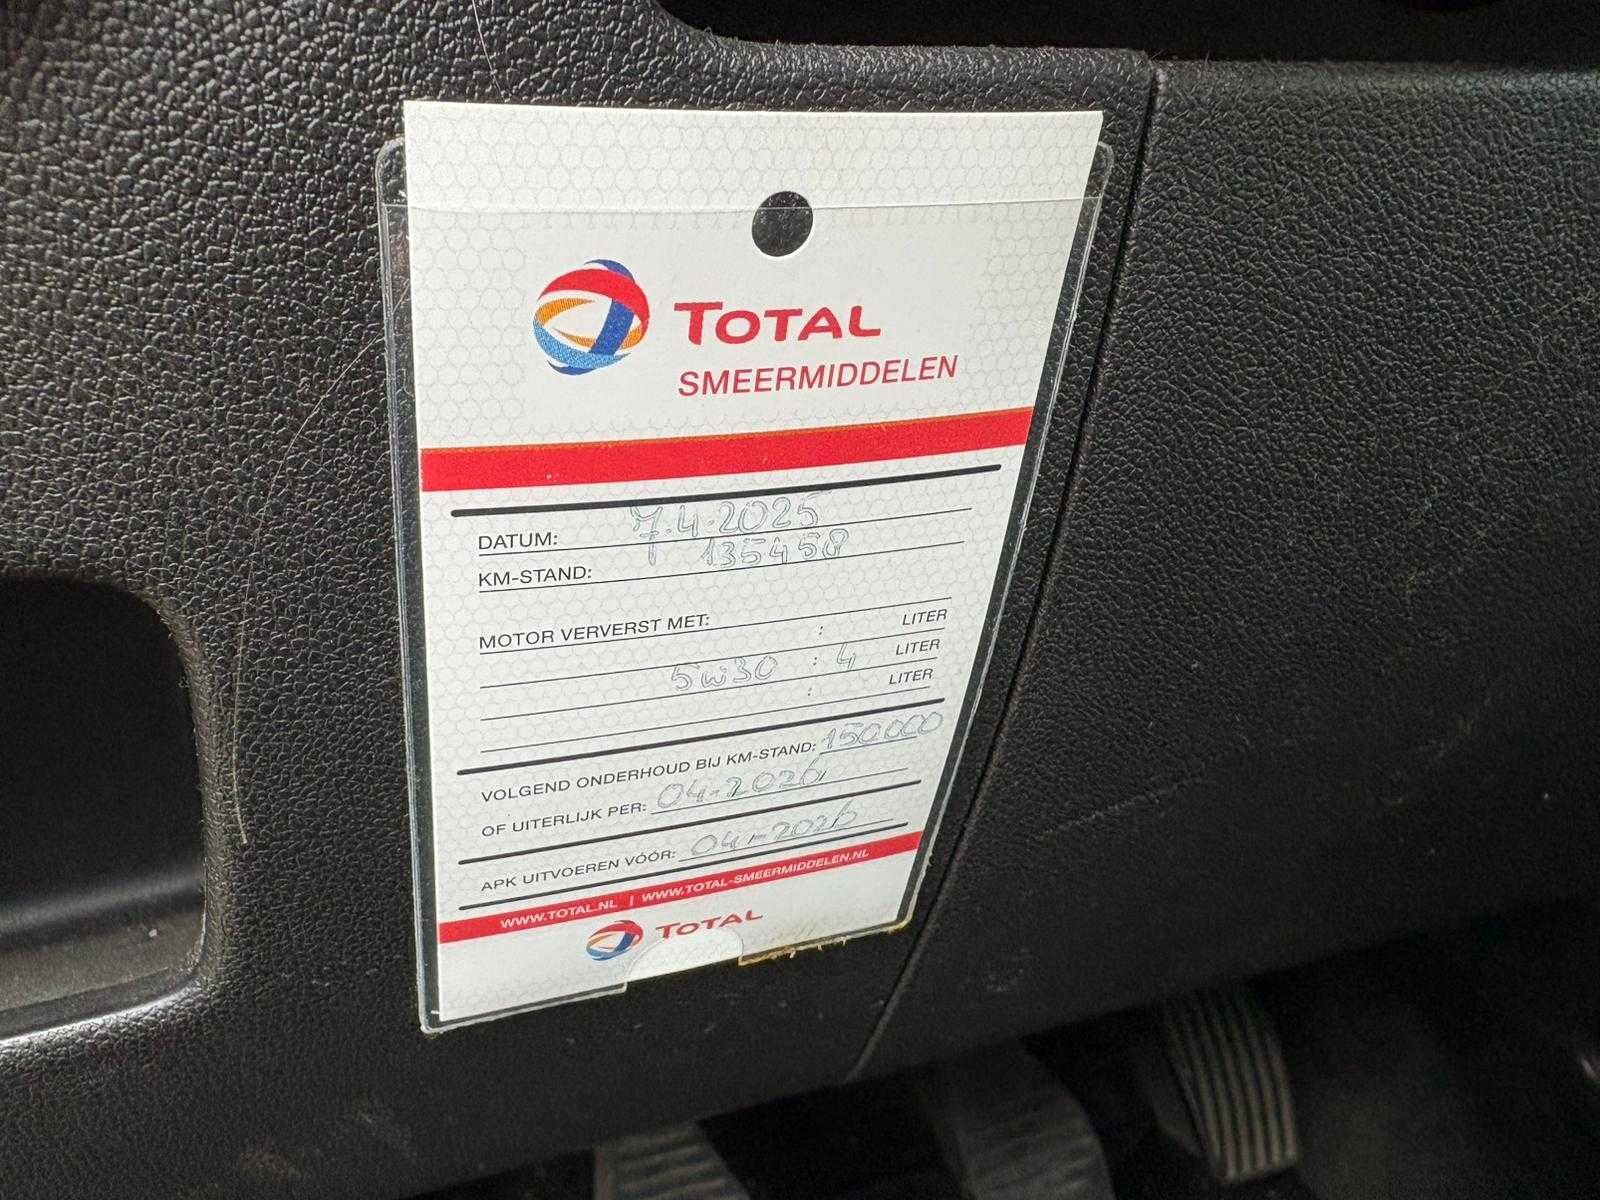 TOTAL
SMEERMIDDELEN
DATUM: 7.4.2025
KM-STAND: 135458
MOTOR VERVERST MET:
: LITER
5W30 : 4 LITER
: LITER
VOLGEND ONDERHOUD BIJ KM-STAND: 150000
OF UITERLIJK PER: 04-2026
APK UITVOEREN VÓÓR: 04-2026
WWW.TOTAL.NL | WWW.TOTAL-SMEERMIDDELEN.NL
TOTAL